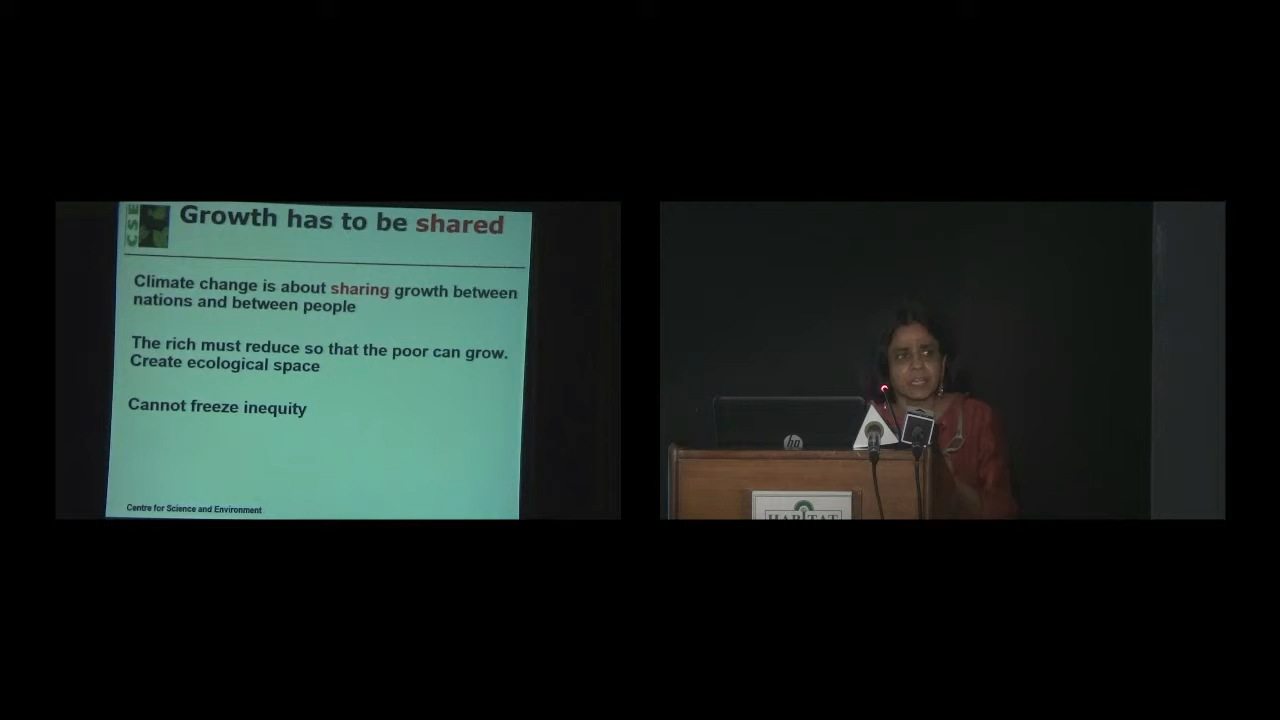 CSE
Growth has to be shared
Climate change is about sharing growth between
nations and between people
The rich must reduce so that the poor can grow.
Create ecological space
Cannot freeze inequity
Centre for Science and Environment
hp
HABITAT